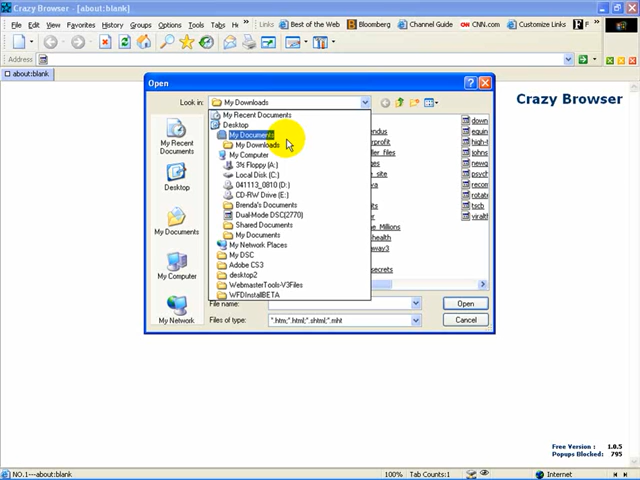 Crazy Browser - [about:blank]
File Edit View Favorites History Groups Options Tools Tabs
Links Best of the Web Bloomberg Channel Guide CNN.com Customize Links
Address
about:blank
Open
Crazy Browser
Look in: My Downloads
My Recent Documents
Desktop
My Documents
My Computer
My Network
My Recent Documents
Desktop
My Documents
My Downloads
My Computer
3½ Floppy (A:)
Local Disk (C:)
041113_0810 (D:)
CD-RW Drive (E:)
Brenda's Documents
Dual-Mode DSC(2770)
Shared Documents
My Documents
My Network Places
My DSC
Adobe CS3
desktop2
WebmasterTools-V3Files
WFDInstallBETA
File name:
Files of type: *.htm;*.html;*.shtml;*.mht
Open
Cancel
Free Version : 1.0.5
Popups Blocked: 795
NO.1---about:blank 100% Tab Counts:1 Internet